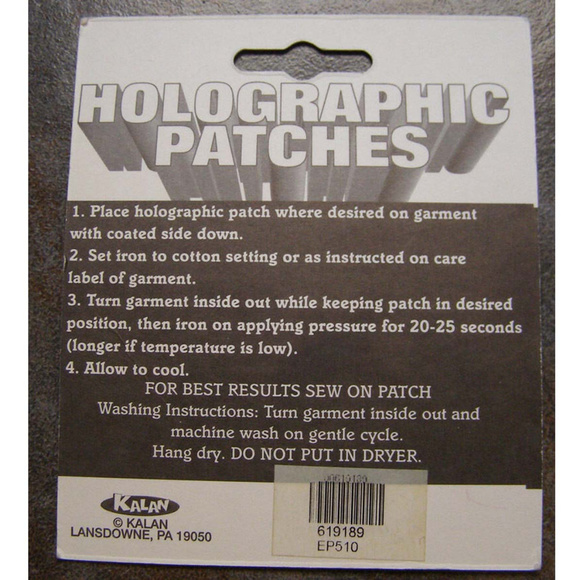 HOLOGRAPHIC
PATCHES
1. Place holographic patch where desired on garment
with coated side down.
2. Set iron to cotton setting or as instructed on care
label of garment.
3. Turn garment inside out while keeping patch in desired
position, then iron on applying pressure for 20-25 seconds
(longer if temperature is low).
4. Allow to cool.
FOR BEST RESULTS SEW ON PATCH
Washing Instructions: Turn garment inside out and
machine wash on gentle cycle.
Hang dry. DO NOT PUT IN DRYER.
KALAN
© KALAN
LANSDOWNE, PA 19050
619189
EP510